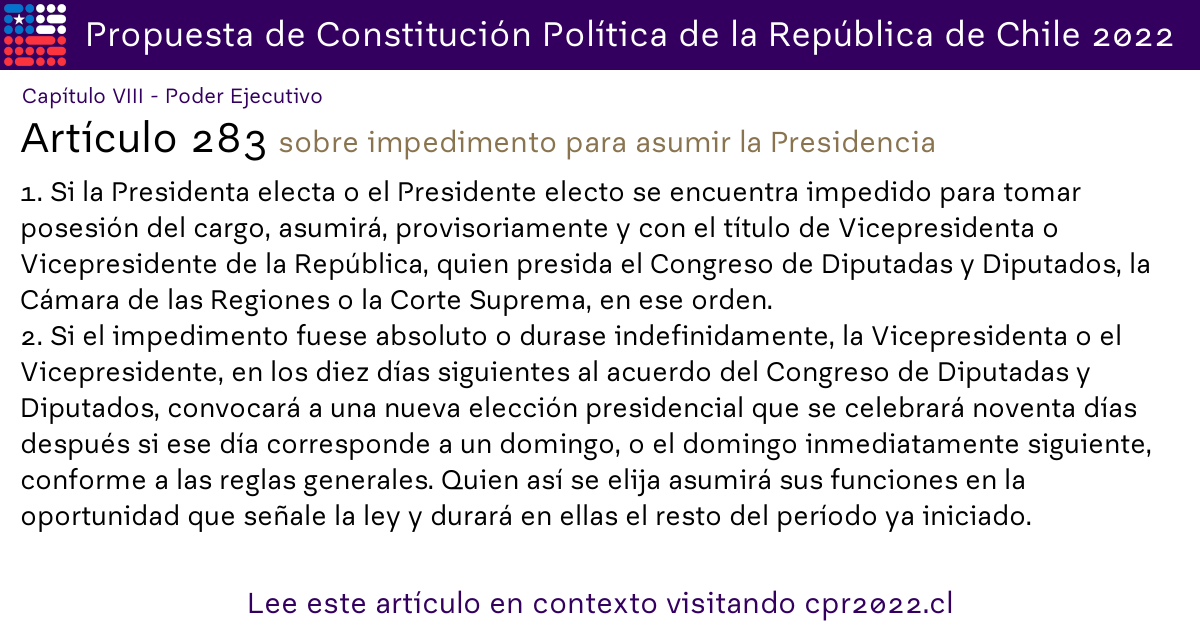 Propuesta de Constitución Política de la República de Chile 2022
Capítulo VIII - Poder Ejecutivo
Artículo 283 sobre impedimento para asumir la Presidencia
1. Si la Presidenta electa o el Presidente electo se encuentra impedido para tomar
posesión del cargo, asumirá, provisoriamente y con el título de Vicepresidenta o
Vicepresidente de la República, quien presida el Congreso de Diputadas y Diputados, la
Cámara de las Regiones o la Corte Suprema, en ese orden.
2. Si el impedimento fuese absoluto o durase indefinidamente, la Vicepresidenta o el
Vicepresidente, en los diez días siguientes al acuerdo del Congreso de Diputadas y
Diputados, convocará a una nueva elección presidencial que se celebrará noventa días
después si ese día corresponde a un domingo, o el domingo inmediatamente siguiente,
conforme a las reglas generales. Quien así se elija asumirá sus funciones en la
oportunidad que señale la ley y durará en ellas el resto del período ya iniciado.
Lee este artículo en contexto visitando cpr2022.cl